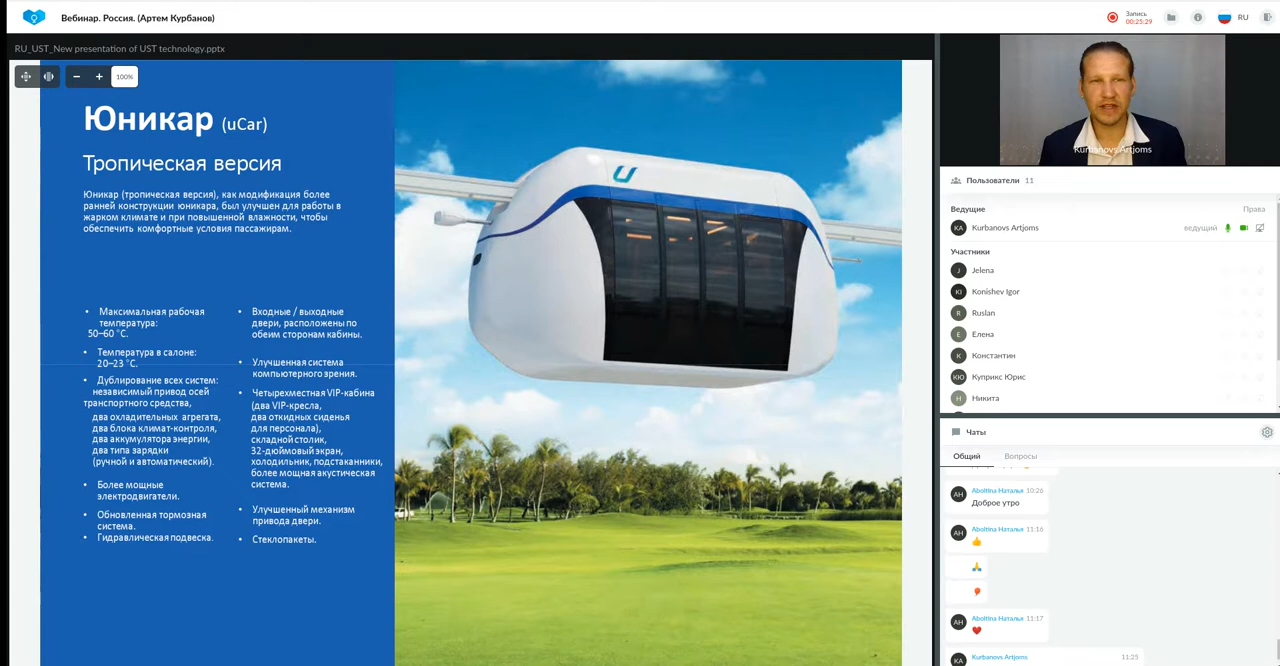 Вебинар. Россия. (Артем Курбанов)
Запись
00:25:29
RU
RU_UST_New presentation of UST technology.pptx
100%
Юникар (uCar)
Тропическая версия
Юникар (тропическая версия), как модификация более
ранней конструкции юникара, был улучшен для работы в
жарком климате и при повышенной влажности, чтобы
обеспечить комфортные условия пассажирам.
• Максимальная рабочая
температура:
50–60 °C.
• Температура в салоне:
20–23 °C.
• Дублирование всех систем:
независимый привод осей
транспортного средства,
два охладительных агрегата,
два блока климат-контроля,
два аккумулятора энергии,
два типа зарядки
(ручной и автоматический).
• Более мощные
электродвигатели.
• Обновленная тормозная
система.
• Гидравлическая подвеска.
• Входные / выходные
двери, расположены по
обеим сторонам кабины.
• Улучшенная система
компьютерного зрения.
• Четырехместная VIP-кабина
(два VIP-кресла,
два откидных сиденья
для персонала),
складной столик,
32-дюймовый экран,
холодильник, подстаканники,
более мощная акустическая
система.
• Улучшенный механизм
привода двери.
• Стеклопакеты.
U
Kurbanovs Artjoms
Пользователи 11
Ведущие Права
KA Kurbanovs Artjoms ведущий
Участники
J Jelena
KI Konishev Igor
R Ruslan
Е Елена
К Константин
КЮ Куприкс Юрис
Н Никита
Чаты
Общий Вопросы
АН Aboltina Наталья 10:26
Доброе утро
АН Aboltina Наталья 11:16
АН Aboltina Наталья 11:17
KA Kurbanovs Artjoms 11:25